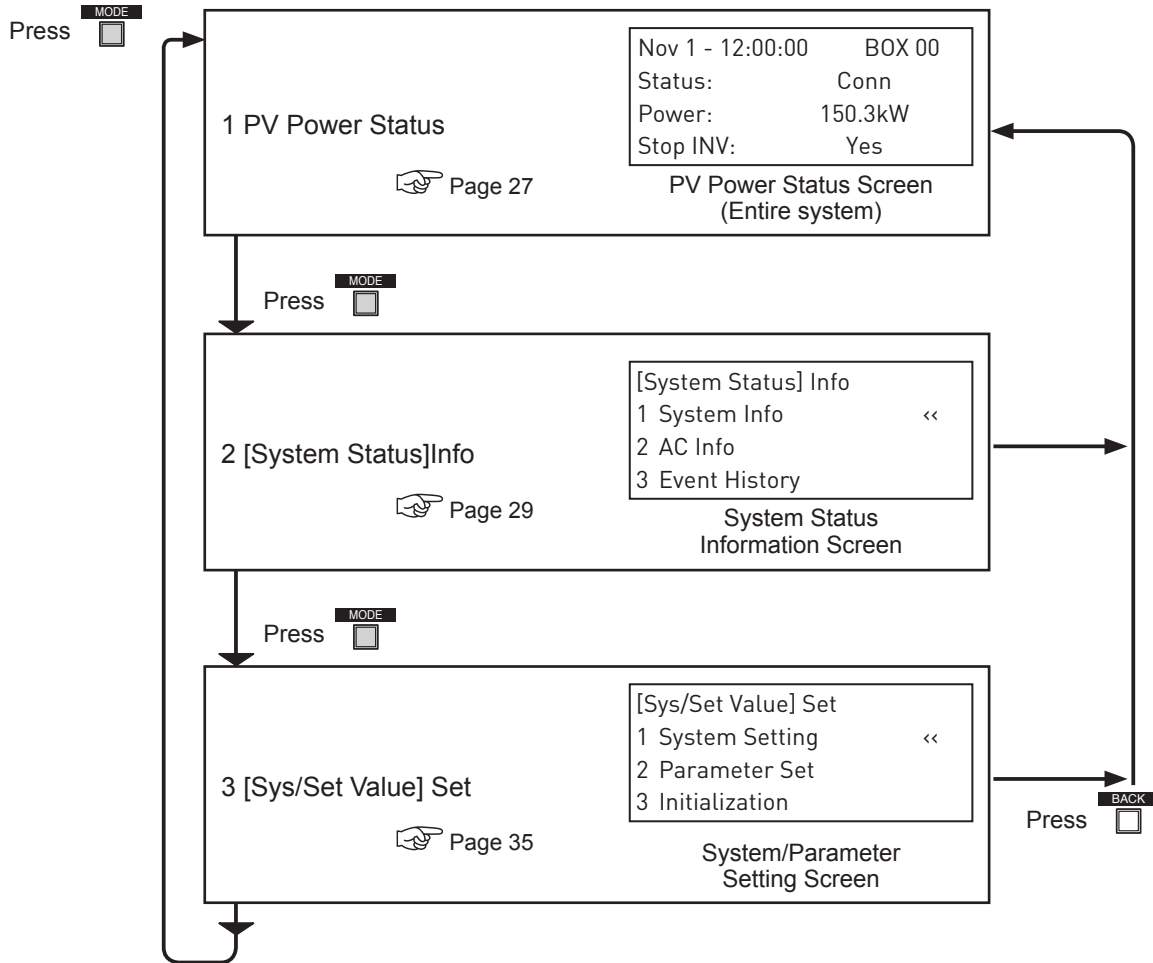 MODE
Press
Nov 1 - 12:00:00 BOX 00
Status: Conn
Power: 150.3kW
Stop INV: Yes
1 PV Power Status
Page 27
PV Power Status Screen
(Entire system)
MODE
Press
[System Status] Info
1 System Info ‹‹
2 AC Info
3 Event History
2 [System Status]Info
Page 29
System Status
Information Screen
MODE
Press
[Sys/Set Value] Set
1 System Setting ‹‹
2 Parameter Set
3 Initialization
3 [Sys/Set Value] Set
Page 35
System/Parameter
Setting Screen
BACK
Press